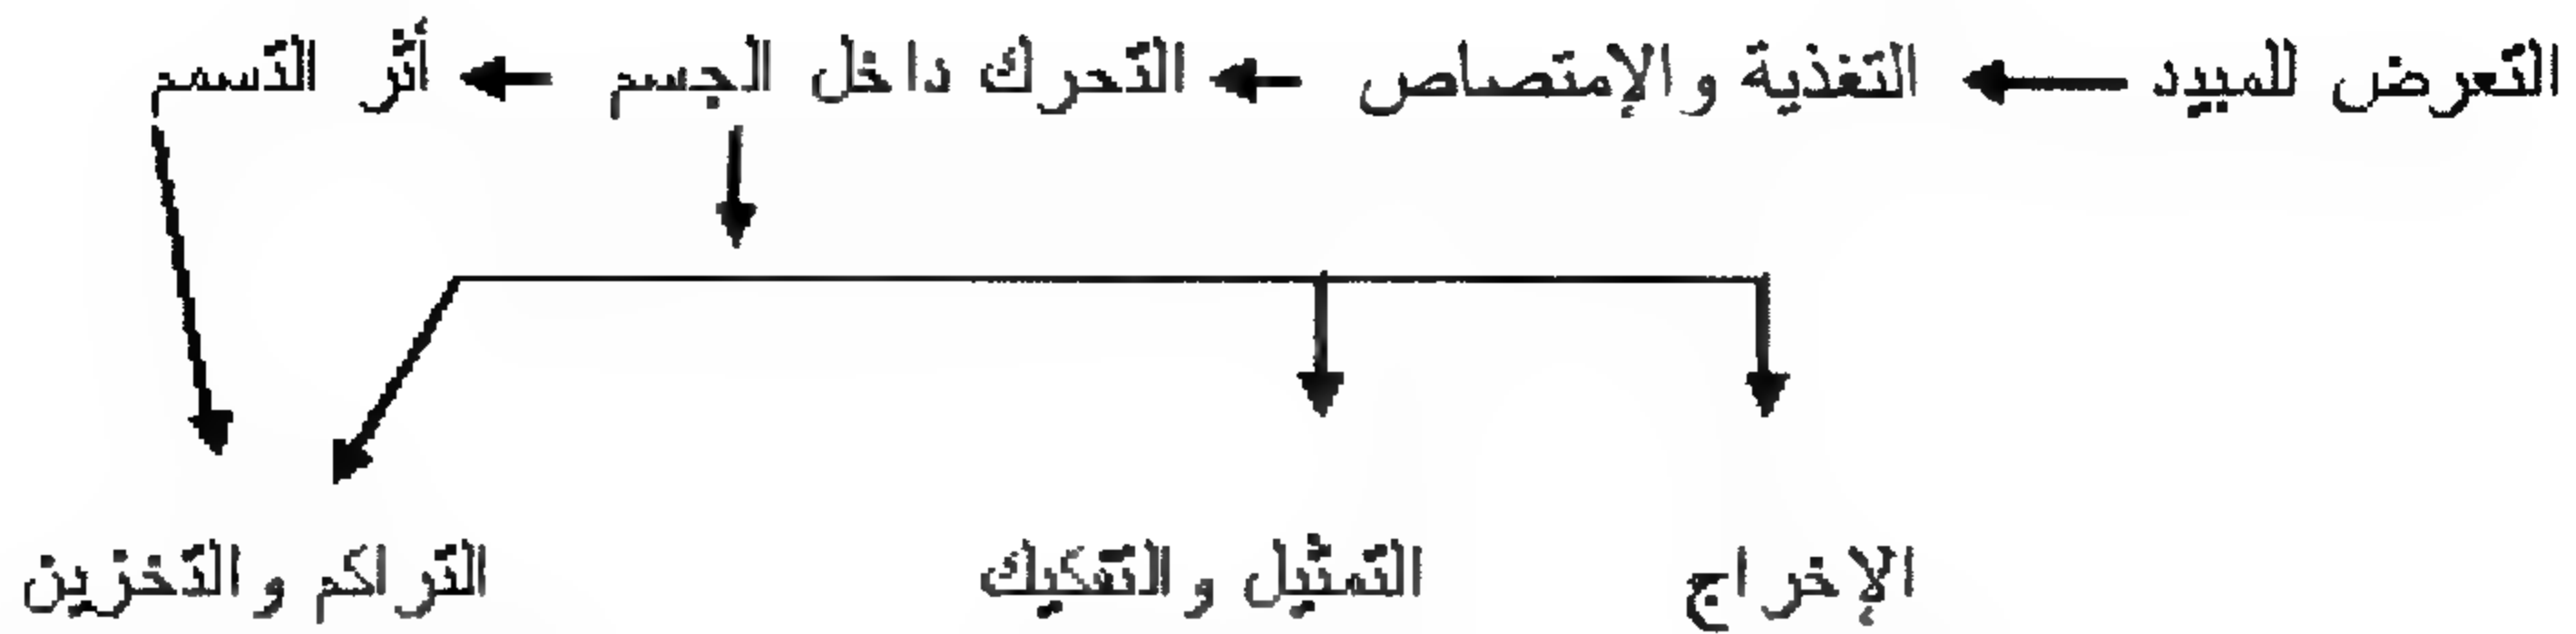 التعرض للمبيد التغذية والإمتصاص التحرك داخل الجسم أثر التسمم
الإخراج التمثيل والتفكيك التراكم والتخزين